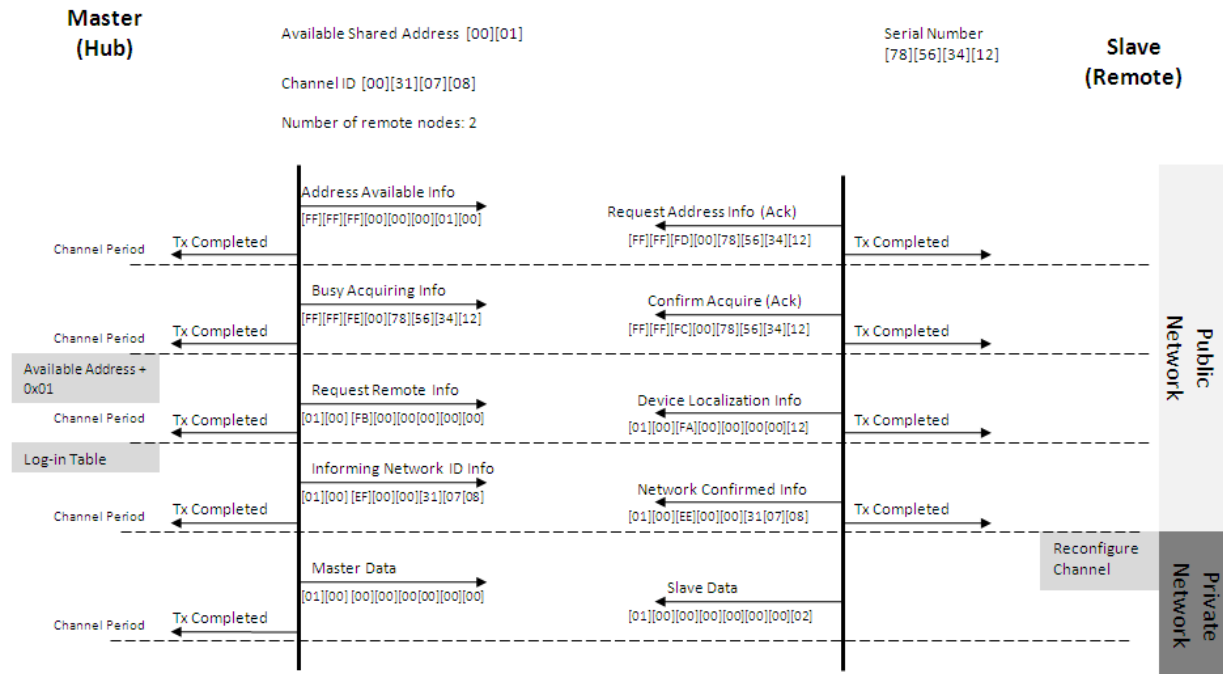 Master
(Hub)
Available Shared Address [00][01]
Channel ID [00][31][07][08]
Number of remote nodes: 2
Serial Number
[78][56][34][12]
Slave
(Remote)
Address Available Info
[FF][FF][FF][00][00][00][01][00]
Request Address Info (Ack)
[FF][FF][FD][00][78][56][34][12]
Channel Period
Tx Completed
Tx Completed
Busy Acquiring Info
[FF][FF][FE][00][78][56][34][12]
Confirm Acquire (Ack)
[FF][FF][FC][00][78][56][34][12]
Channel Period
Tx Completed
Tx Completed
Available Address +
0x01
Request Remote Info
[01][00] [FB][00][00][00][00][00]
Device Localization Info
[01][00][FA][00][00][00][00][12]
Channel Period
Tx Completed
Tx Completed
Log-in Table
Informing Network ID Info
[01][00] [EF][00][00][31][07][08]
Network Confirmed Info
[01][00][EE][00][00][31][07][08]
Channel Period
Tx Completed
Tx Completed
Public
Network
Reconfigure
Channel
Master Data
[01][00] [00][00][00][00][00][00]
Slave Data
[01][00][00][00][00][00][00][02]
Channel Period
Tx Completed
Private
Network